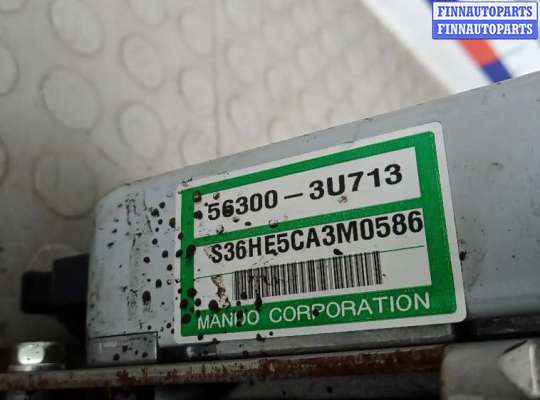 FINNAUTOPARTS
FINNAUTOPARTS
56300-3U713
S36HE5CA3M0586
MANDO CORPORATION